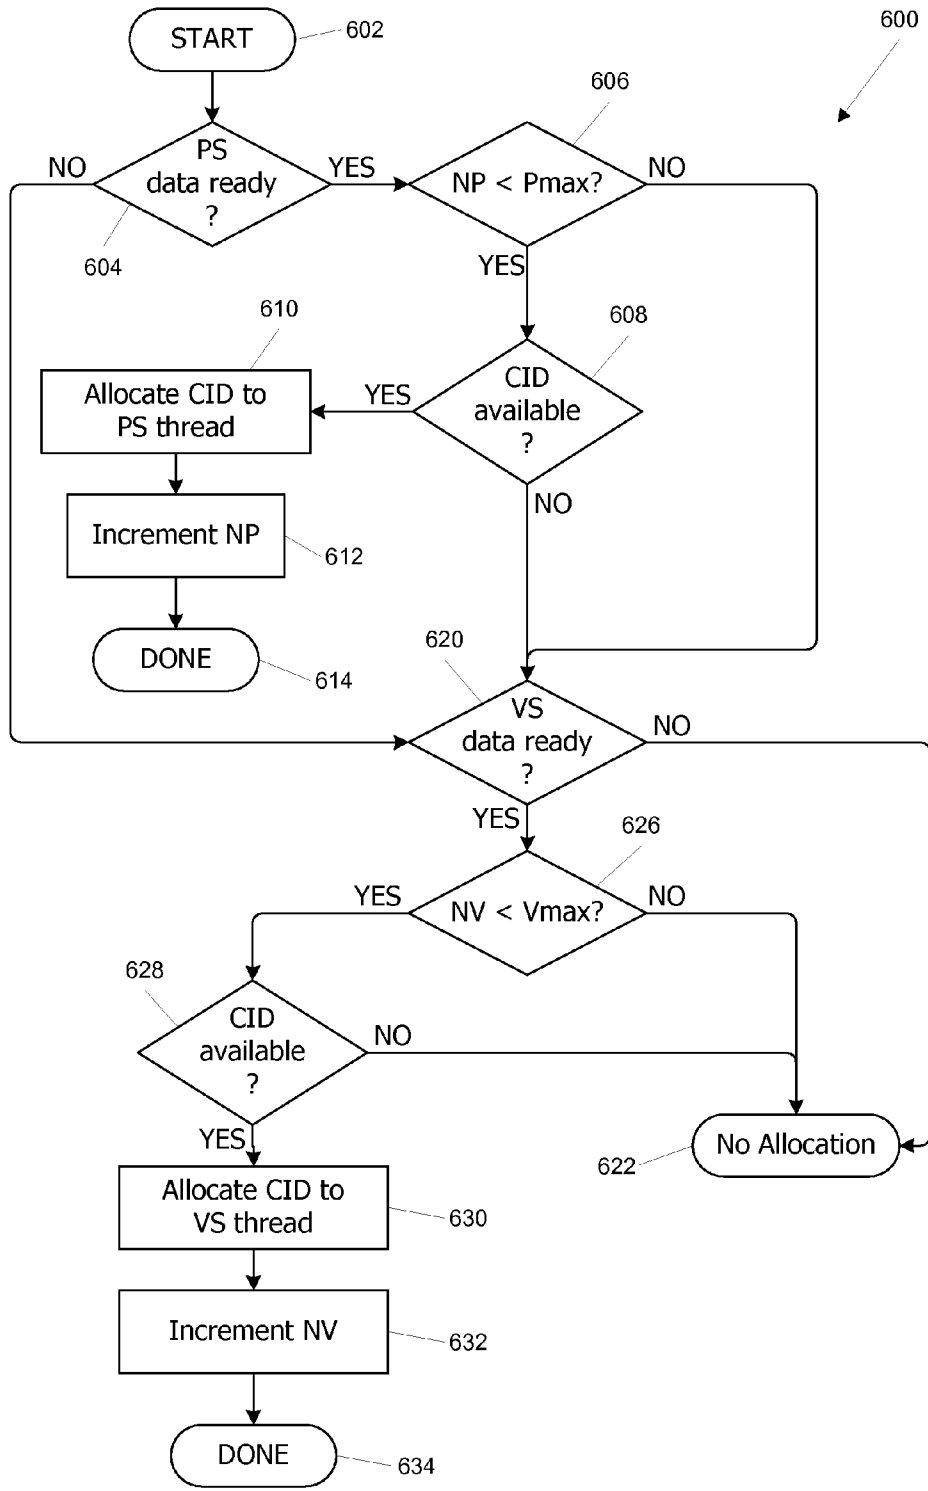 START
602
600
606
NO
PS
data ready
?
YES
NP < Pmax?
NO
604
YES
610
608
Allocate CID to
PS thread
YES
CID
available
?
NO
Increment NP
612
DONE
614
620
VS
data ready
?
NO
YES
626
YES
NV < Vmax?
NO
628
CID
available
?
NO
YES
No Allocation
622
Allocate CID to
VS thread
630
Increment NV
632
DONE
634